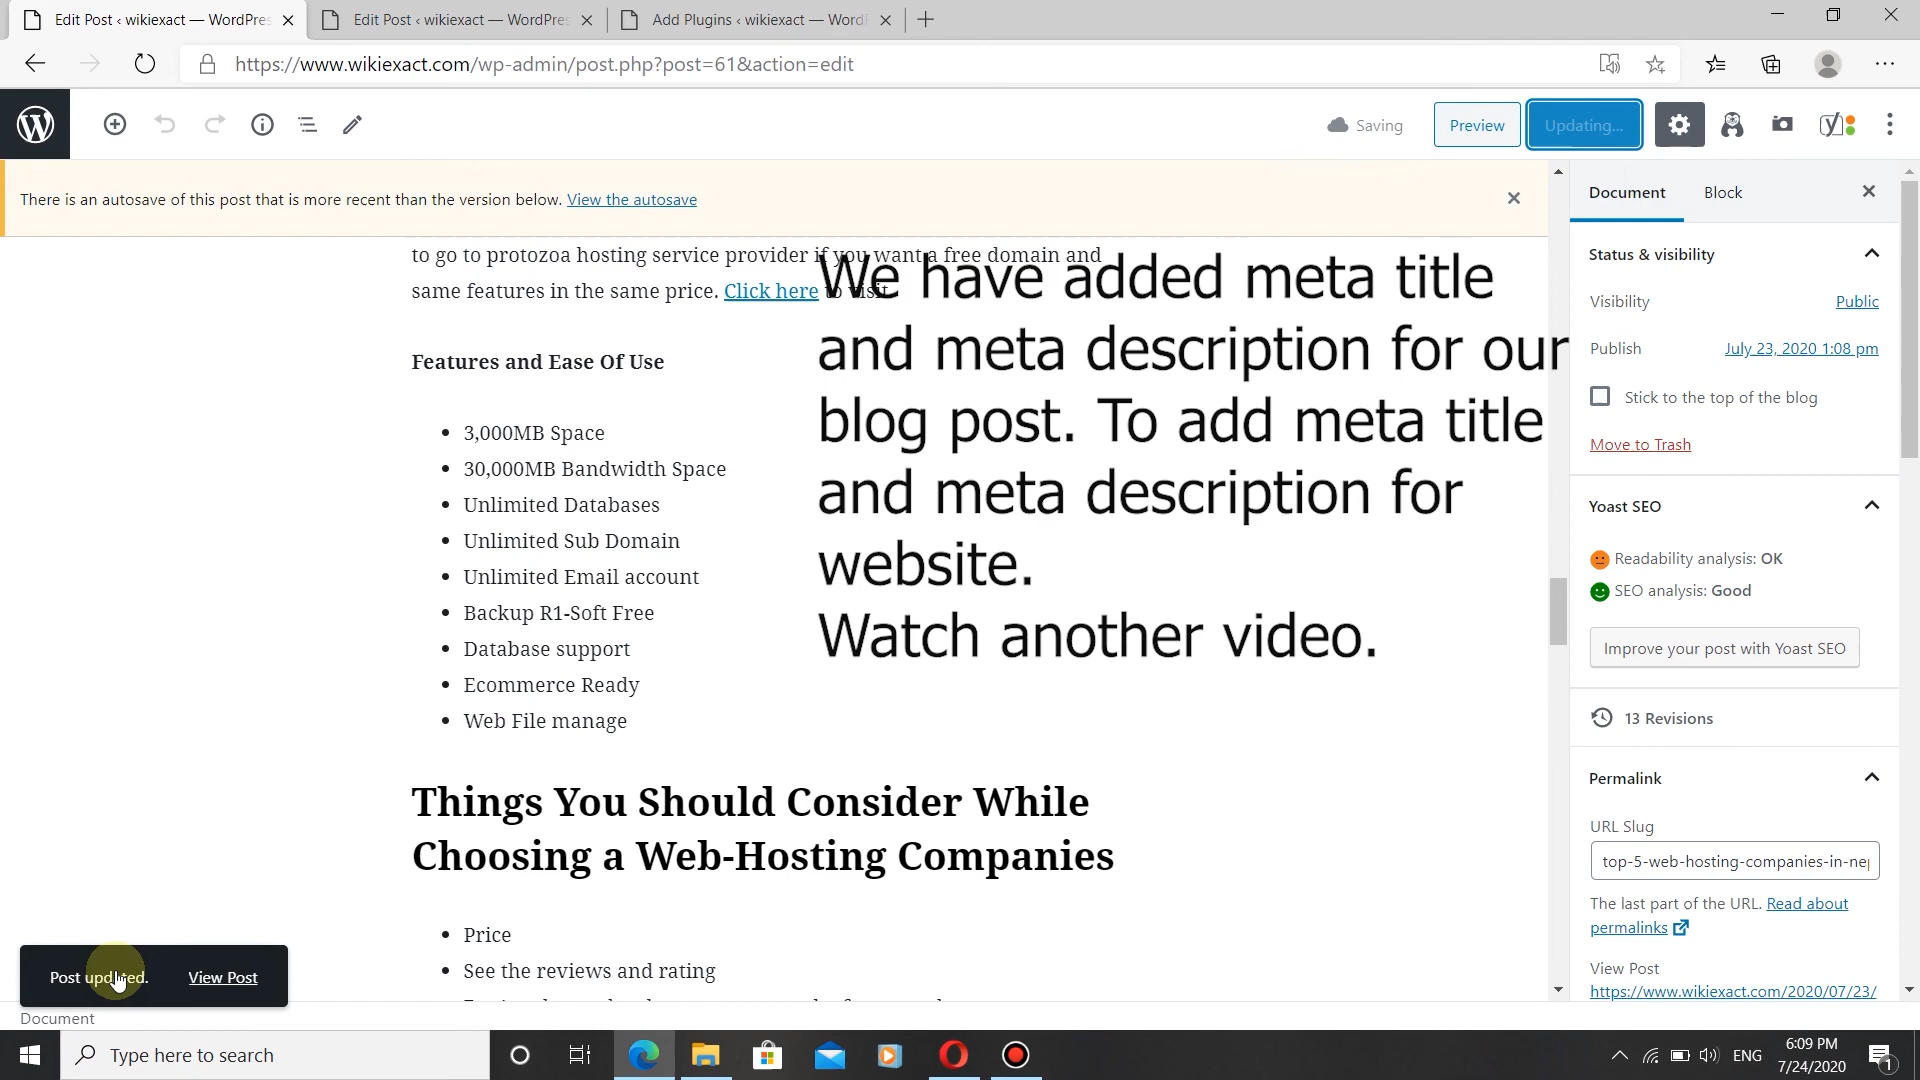 Edit Post ‹ wikiexact — WordPres
Edit Post ‹ wikiexact — WordPres
Add Plugins ‹ wikiexact — Word
https://www.wikiexact.com/wp-admin/post.php?post=61&action=edit
Saving
Preview
Updating...
There is an autosave of this post that is more recent than the version below. View the autosave
to go to protozoa hosting service provider if you want a free domain and
same features in the same price. Click here to visit
Features and Ease Of Use
• 3,000MB Space
• 30,000MB Bandwidth Space
• Unlimited Databases
• Unlimited Sub Domain
• Unlimited Email account
• Backup R1-Soft Free
• Database support
• Ecommerce Ready
• Web File manage
Things You Should Consider While
Choosing a Web-Hosting Companies
• Price
• See the reviews and rating
We have added meta title
and meta description for our
blog post. To add meta title
and meta description for
website.
Watch another video.
Document
Block
Status & visibility
Visibility
Public
Publish
July 23, 2020 1:08 pm
Stick to the top of the blog
Move to Trash
Yoast SEO
Readability analysis: OK
SEO analysis: Good
Improve your post with Yoast SEO
13 Revisions
Permalink
URL Slug
top-5-web-hosting-companies-in-nep
The last part of the URL. Read about
permalinks
View Post
https://www.wikiexact.com/2020/07/23/
Post updated.
View Post
Document
Type here to search
ENG
6:09 PM
7/24/2020
1